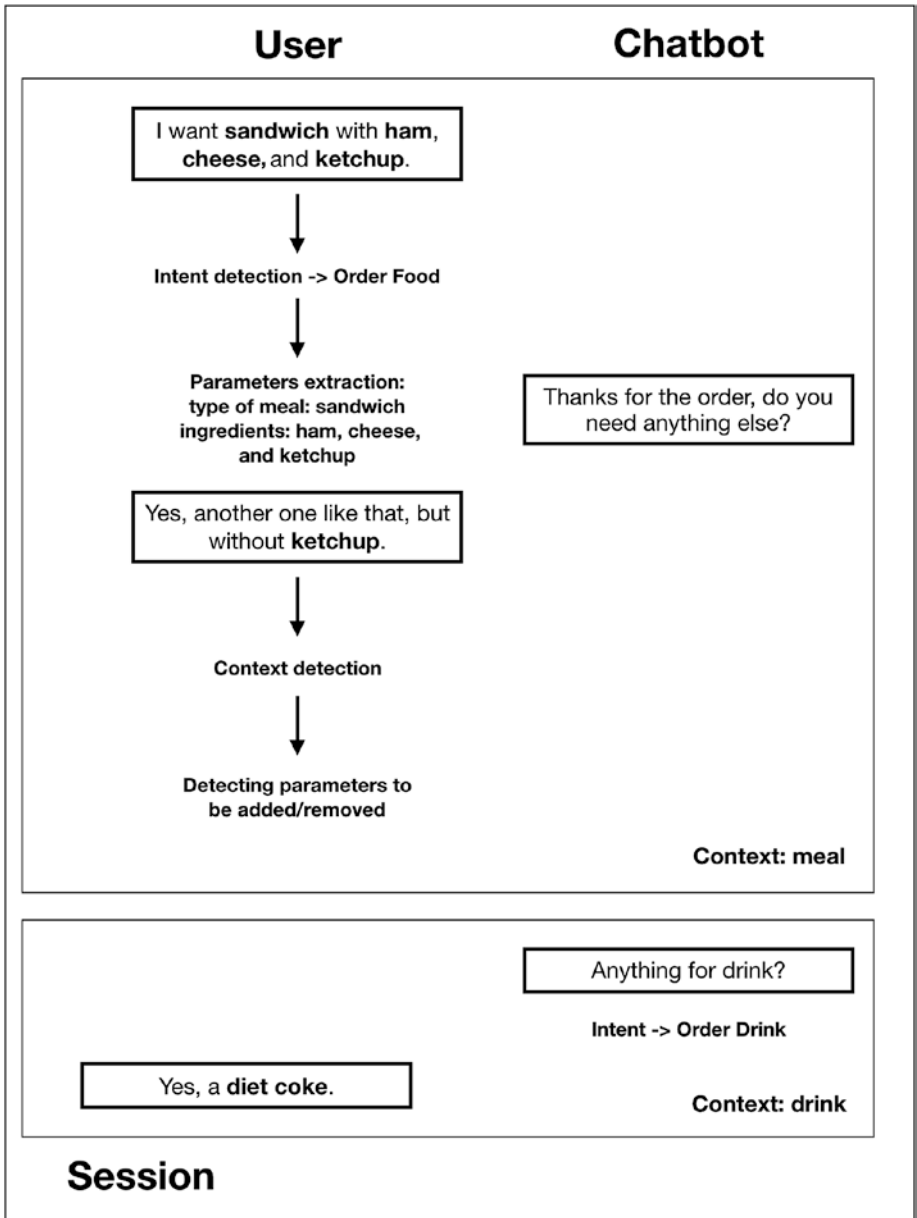 User
Chatbot
I want sandwich with ham,
cheese, and ketchup.
Intent detection -> Order Food
Parameters extraction:
type of meal: sandwich
ingredients: ham, cheese,
and ketchup
Thanks for the order, do you
need anything else?
Yes, another one like that, but
without ketchup.
Context detection
Detecting parameters to
be added/removed
Context: meal
Anything for drink?
Intent -> Order Drink
Yes, a diet coke.
Context: drink
Session